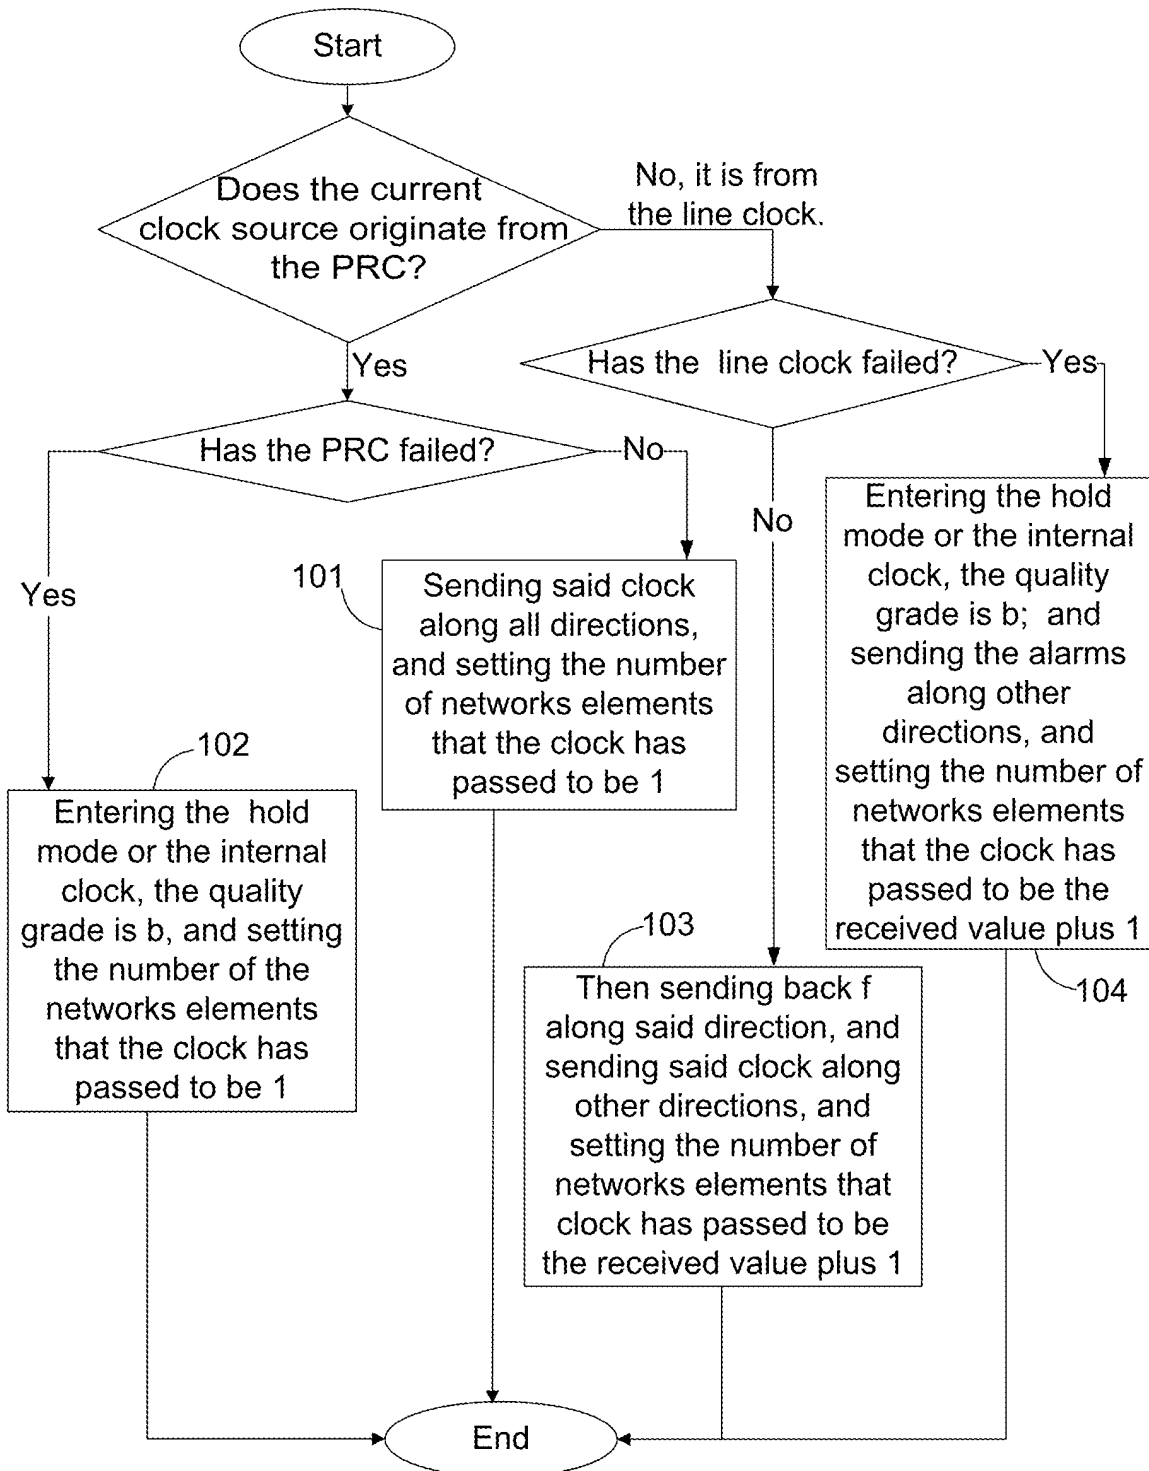 Start
Does the current
clock source originate from
the PRC?
No, it is from
the line clock.
Yes
Has the line clock failed?
Yes
Has the PRC failed?
No
No
Yes
101
Sending said clock
along all directions,
and setting the number
of networks elements
that the clock has
passed to be 1
Entering the hold
mode or the internal
clock, the quality
grade is b; and
sending the alarms
along other
directions, and
setting the number of
networks elements
that the clock has
passed to be the
received value plus 1
104
102
Entering the hold
mode or the internal
clock, the quality
grade is b, and setting
the number of the
networks elements
that the clock has
passed to be 1
103
Then sending back f
along said direction, and
sending said clock along
other directions, and
setting the number of
networks elements that
clock has passed to be
the received value plus 1
End